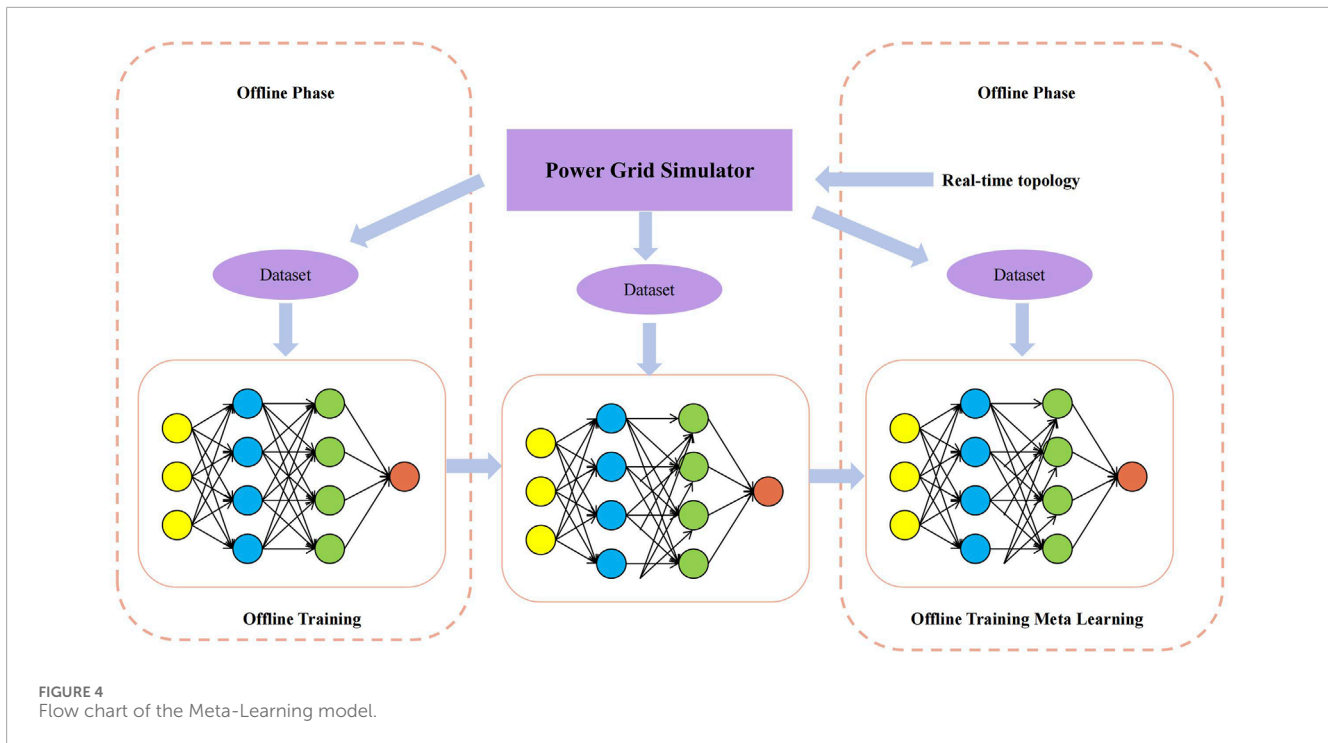 Offline Phase
Offline Phase
Power Grid Simulator
Real-time topology
Dataset
Dataset
Dataset
Offline Training
Offline Training Meta Learning
FIGURE 4
Flow chart of the Meta-Learning model.